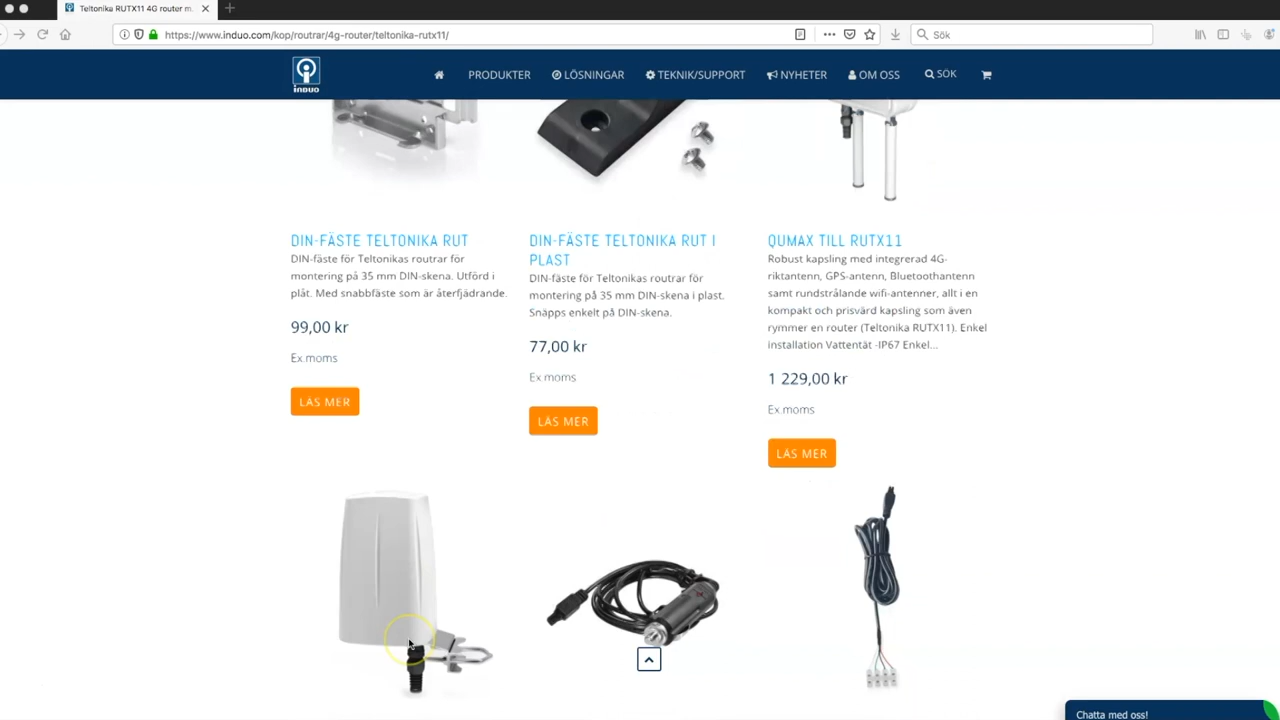 Teltonika RUTX11 4G router m
https://www.induo.com/kop/routrar/4g-router/teltonika-rutx11/
Sök
INDUO
PRODUKTER
LÖSNINGAR
TEKNIK/SUPPORT
NYHETER
OM OSS
SÖK
DIN-FÄSTE TELTONIKA RUT
DIN-fäste för Teltonikas routrar för
montering på 35 mm DIN-skena. Utförd i
plåt. Med snabbfäste som är återfjädrande.
99,00 kr
Ex.moms
LÄS MER
DIN-FÄSTE TELTONIKA RUT I
PLAST
DIN-fäste för Teltonikas routrar för
montering på 35 mm DIN-skena i plast.
Snäpps enkelt på DIN-skena.
77,00 kr
Ex.moms
LÄS MER
QUMAX TILL RUTX11
Robust kapsling med integrerad 4G-
riktantenn, GPS-antenn, Bluetoothantenn
samt rundstrålande wifi-antenner, allt i en
kompakt och prisvärd kapsling som även
rymmer en router (Teltonika RUTX11). Enkel
installation Vattentät -IP67 Enkel...
1 229,00 kr
Ex.moms
LÄS MER
Chatta med oss!